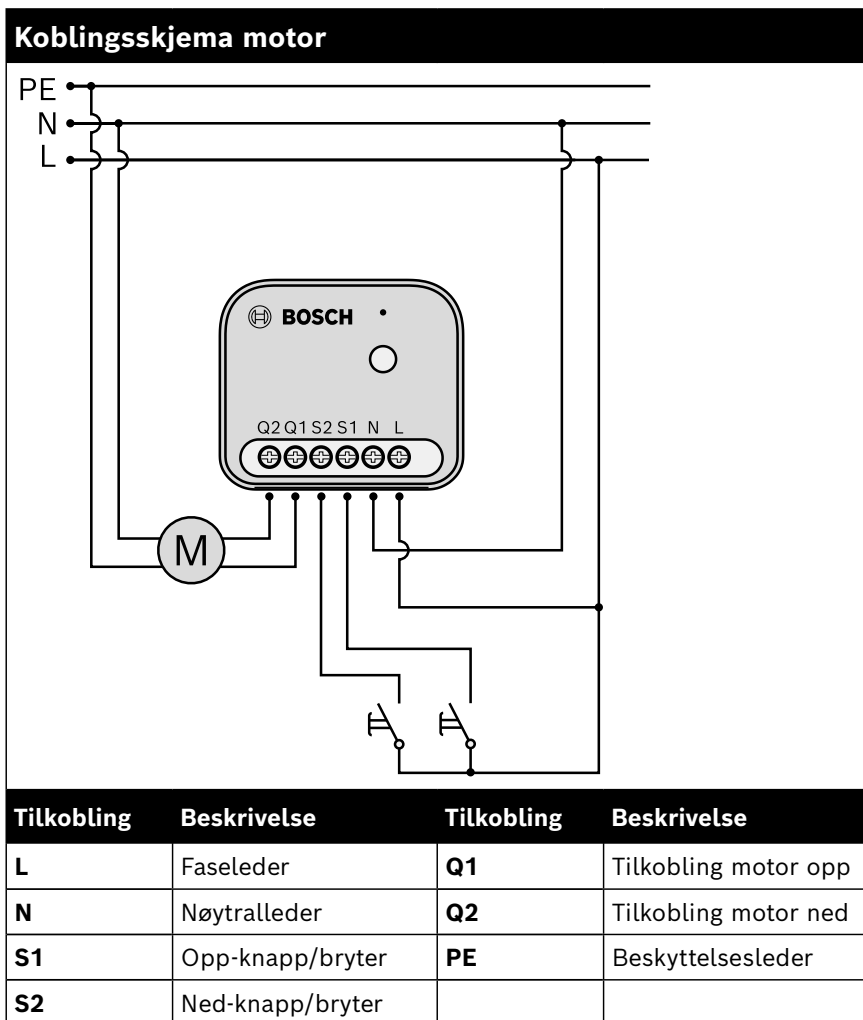 Koblingsskjema motor
PE
N
L
BOSCH
Q2 Q1 S2 S1 N L
M
Tilkobling Beskrivelse Tilkobling Beskrivelse
L Faseleder Q1 Tilkobling motor opp
N Nøytralleder Q2 Tilkobling motor ned
S1 Opp-knapp/bryter PE Beskyttelsesleder
S2 Ned-knapp/bryter